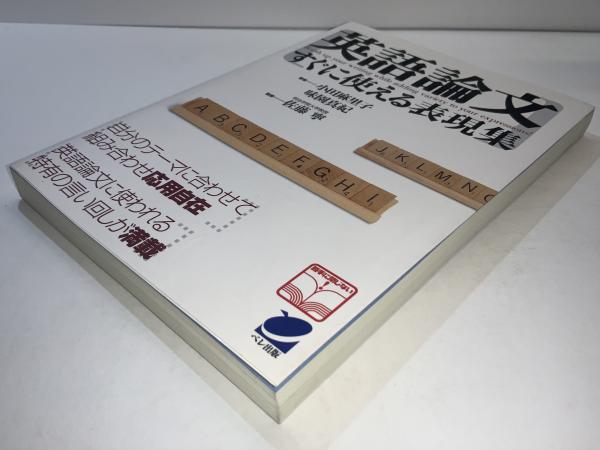 英語論文
すぐに使える表現集
小田麻里子
味園真紀
佐藤 寧
ABCDEFGHI
JKLMNO
自分のテーマに合わせて
組み合わせ応用自在
英語論文に使われる
特有の言い回しが満載
ベレ出版